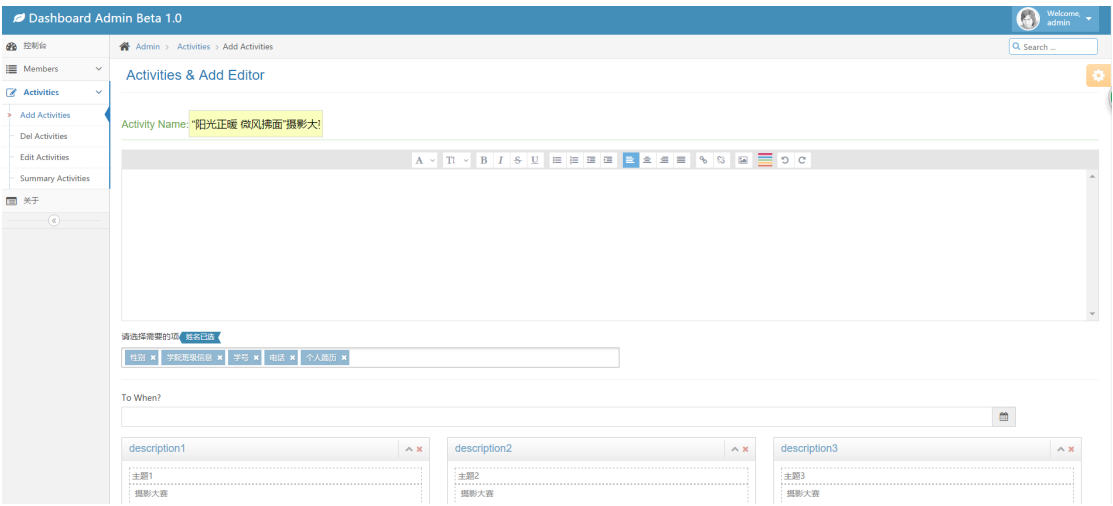 Dashboard Admin Beta 1.0
Welcome,
admin
控制台
Admin > Activities > Add Activities
Search ...
Members
Activities & Add Editor
Activities
Add Activities
Activity Name: "阳光正暖 微风拂面"摄影大!
Del Activities
Edit Activities
A TI B I S U
Summary Activities
关于
请选择需要的项 姓名已选
性别 × 学院班级信息 × 学号 × 电话 × 个人简历 ×
To When?
description1
description2
description3
主题1
主题2
主题3
摄影大赛
摄影大赛
摄影大赛